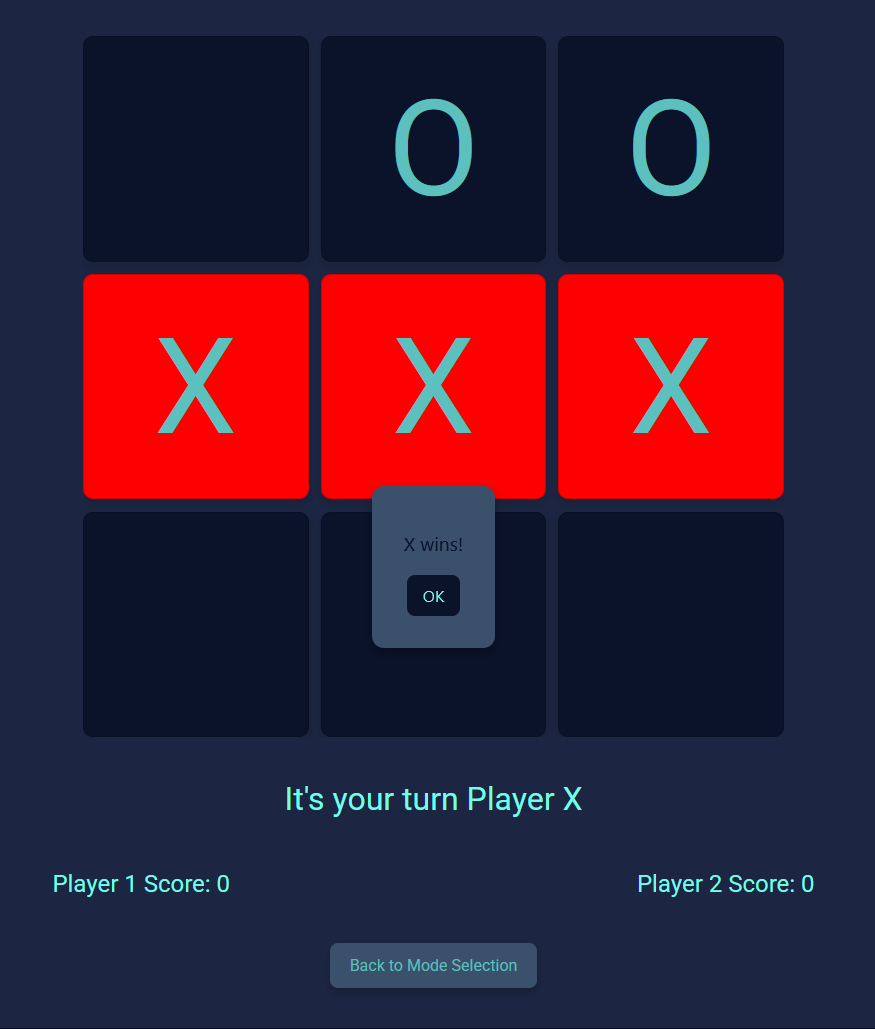 O O
X X X
X wins!
OK
It's your turn Player X
Player 1 Score: 0 Player 2 Score: 0
Back to Mode Selection